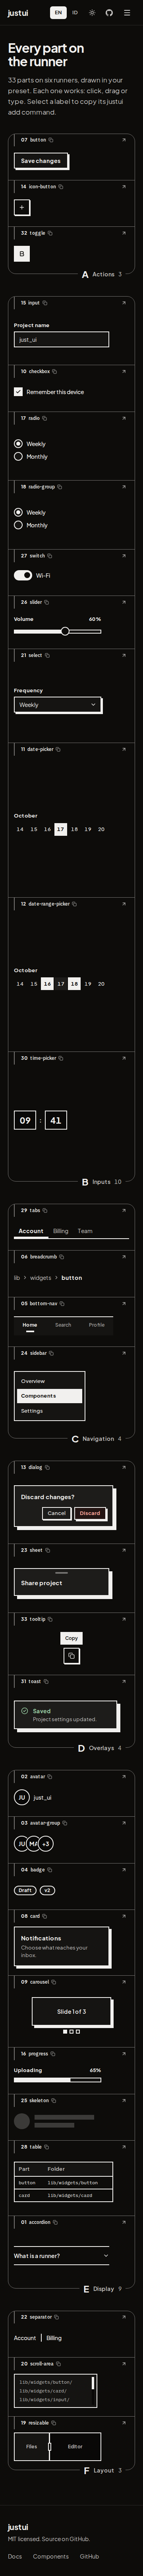 justui
EN
ID
Every part on
the runner
33 parts on six runners, drawn in your
preset. Each one works: click, drag or
type. Select a label to copy its justui
add command.
07 button
Save changes
14 icon-button
+
32 toggle
B
A Actions 3
15 input
Project name
just_ui
10 checkbox
Remember this device
17 radio
Weekly
Monthly
18 radio-group
Weekly
Monthly
27 switch
Wi-Fi
26 slider
Volume 60%
21 select
Frequency
Weekly
11 date-picker
October
14 15 16 17 18 19 20
12 date-range-picker
October
14 15 16 17 18 19 20
30 time-picker
09 : 41
B Inputs 10
29 tabs
Account Billing Team
06 breadcrumb
lib > widgets > button
05 bottom-nav
Home Search Profile
24 sidebar
Overview
Components
Settings
C Navigation 4
13 dialog
Discard changes?
Cancel Discard
23 sheet
Share project
33 tooltip
Copy
31 toast
Saved
Project settings updated.
D Overlays 4
02 avatar
JU just_ui
03 avatar-group
JU MA +3
04 badge
Draft v2
08 card
Notifications
Choose what reaches your
inbox.
09 carousel
Slide 1 of 3
16 progress
Uploading 65%
25 skeleton
28 table
Part Folder
button lib/widgets/button
card lib/widgets/card
01 accordion
What is a runner?
E Display 9
22 separator
Account Billing
20 scroll-area
lib/widgets/button/
lib/widgets/card/
lib/widgets/input/
19 resizable
Files Editor
F Layout 3
justui
MIT licensed. Source on GitHub.
Docs Components GitHub